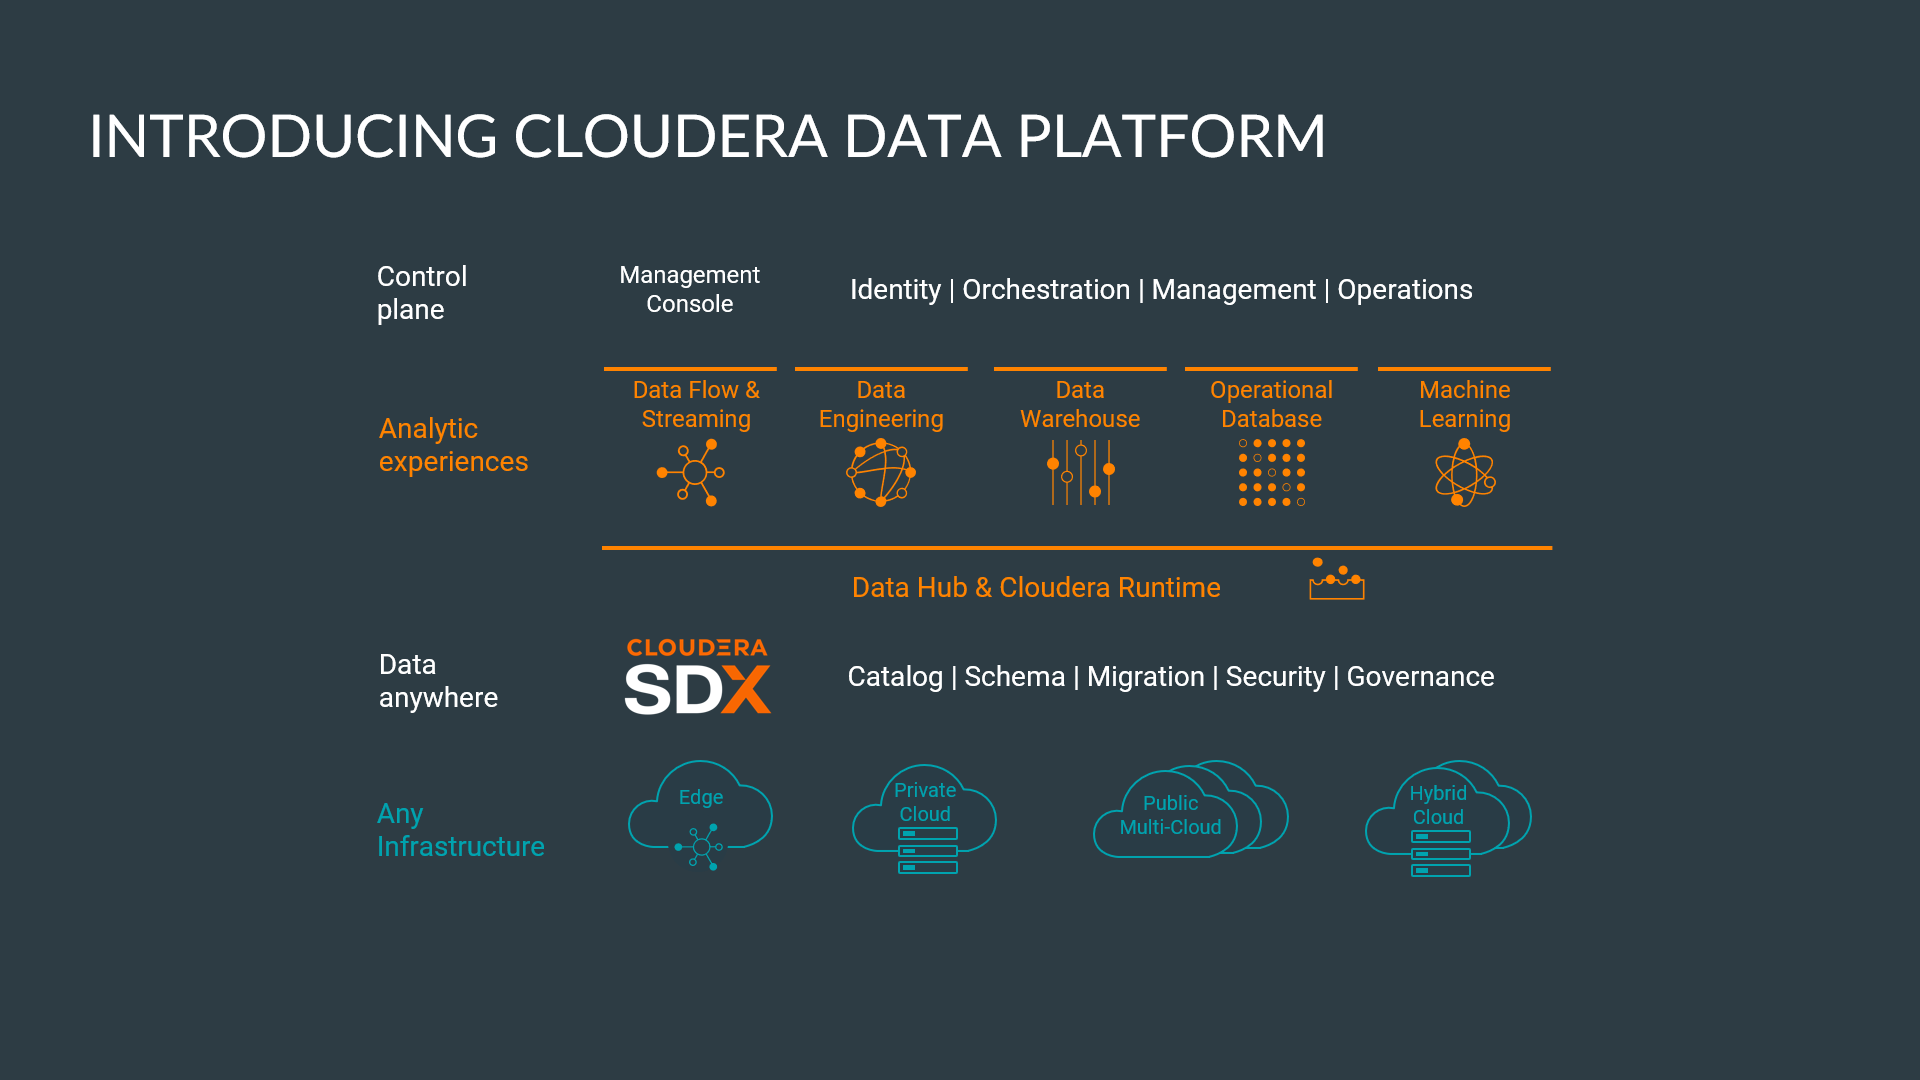 INTRODUCING CLOUDERA DATA PLATFORM
Control
plane
Management
Console
Identity | Orchestration | Management | Operations
Analytic
experiences
Data Flow &
Streaming
Data
Engineering
Data
Warehouse
Operational
Database
Machine
Learning
Data Hub & Cloudera Runtime
Data
anywhere
CLOUDERA
SDX
Catalog | Schema | Migration | Security | Governance
Any
Infrastructure
Edge
Private
Cloud
Public
Multi-Cloud
Hybrid
Cloud